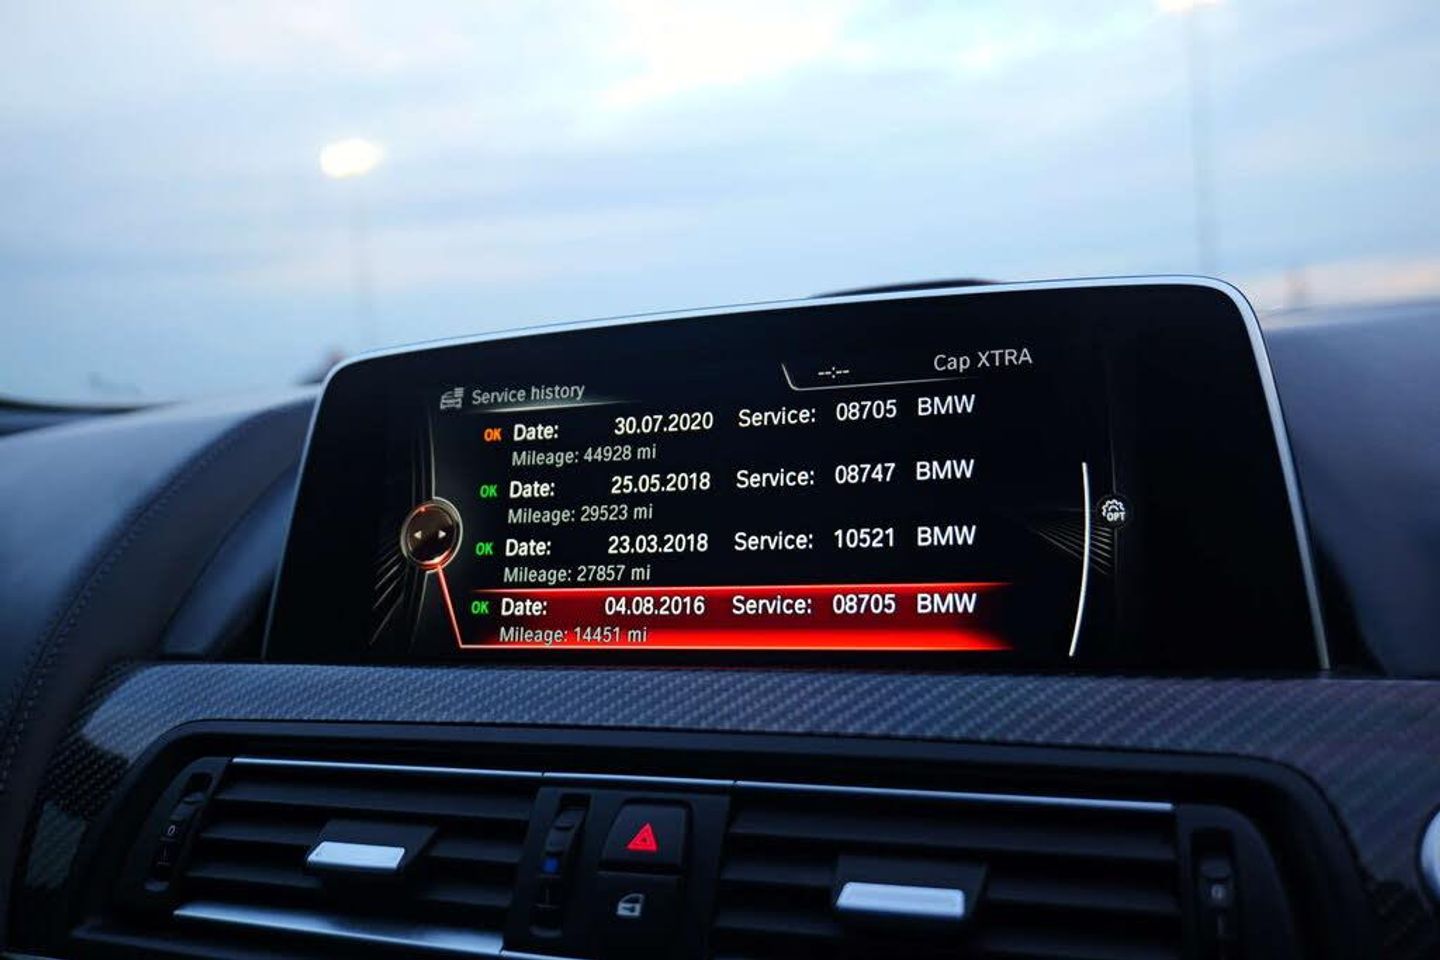 --:--
Cap XTRA
Service history
OK Date: 30.07.2020 Service: 08705 BMW
Mileage: 44928 mi
OK Date: 25.05.2018 Service: 08747 BMW
Mileage: 29523 mi
OK Date: 23.03.2018 Service: 10521 BMW
Mileage: 27857 mi
OK Date: 04.08.2016 Service: 08705 BMW
Mileage: 14451 mi
OPT
0